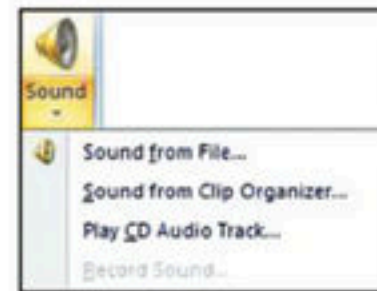 Sound
Sound from File...
Sound from Clip Organizer...
Play CD Audio Track...
Record Sound...